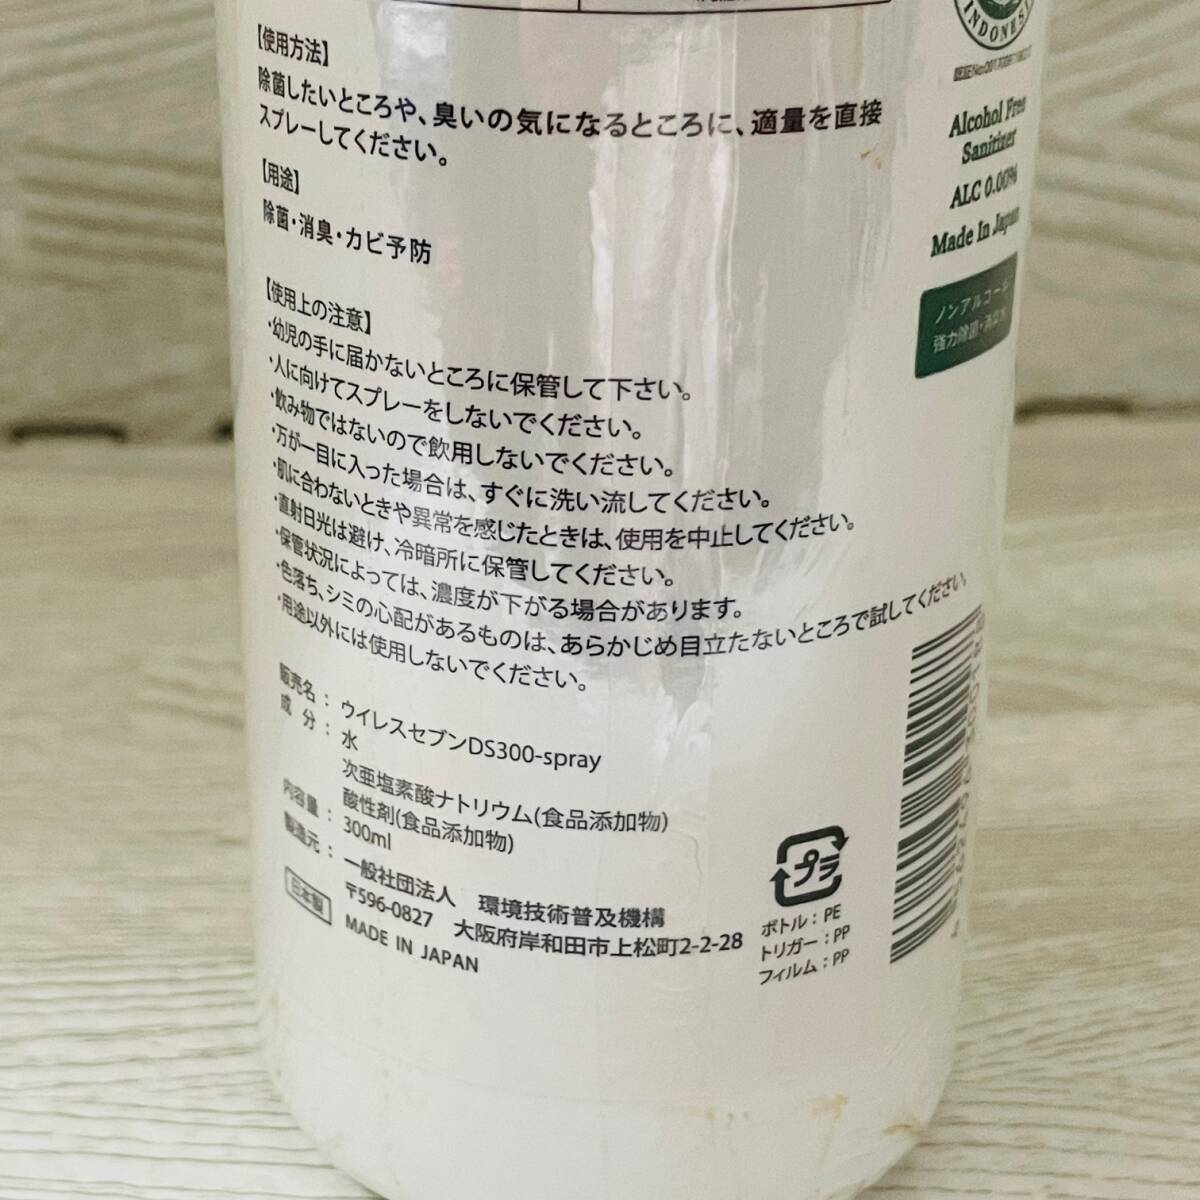 【使用方法】
除菌したいところや、臭いの気になるところに、適量を直接
スプレーしてください。
【用途】
除菌・消臭・カビ予防
【使用上の注意】
・幼児の手に届かないところに保管して下さい。
・人に向けてスプレーをしないでください。
・飲み物ではないので飲用しないでください。
・万が一目に入った場合は、すぐに洗い流してください。
・肌に合わないときや異常を感じたときは、使用を中止してください。
・直射日光は避け、冷暗所に保管してください。
・保管状況によっては、濃度が下がる場合があります。
・色落ち、シミの心配があるものは、あらかじめ目立たないところで試してください。
・用途以外には使用しないでください。
販売名：ウイルスセブンDS300-spray
成分：水
次亜塩素酸ナトリウム(食品添加物)
酸性剤(食品添加物)
内容量：300ml
製造元：一般社団法人 環境技術普及機構
〒596-0827 大阪府岸和田市上松町2-2-28
日本製 MADE IN JAPAN
プラ
ボトル：PE
トリガー：PP
フィルム：PP
INDONESI
Alcohol Free
Sanitizer
ALC 0.00%
Made In Japan
ノンアルコール
強力除菌・消臭